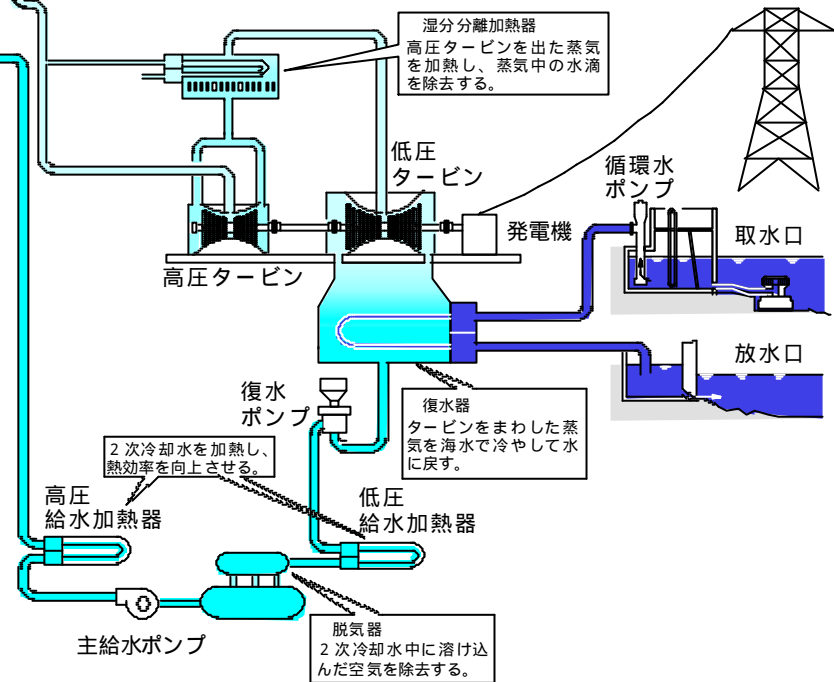 湿分分離加熱器
高圧タービンを出た蒸気
を加熱し、蒸気中の水滴
を除去する。
低圧
タービン
循環水
ポンプ
発電機
取水口
高圧タービン
放水口
復水
ポンプ
復水器
タービンをまわした蒸
気を海水で冷やして水
に戻す。
2次冷却水を加熱し、
熱効率を向上させる。
高圧
給水加熱器
低圧
給水加熱器
主給水ポンプ
脱気器
2次冷却水中に溶け込
んだ空気を除去する。